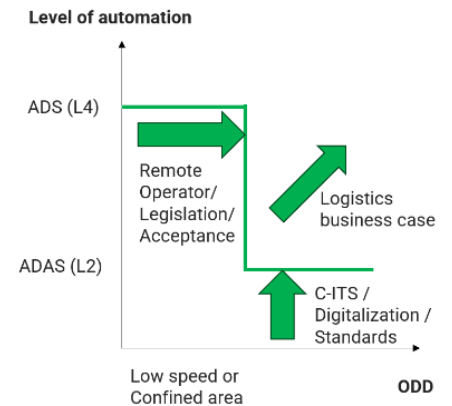 Level of automation
ADS (L4)
Remote
Operator/
Legislation/
Acceptance
Logistics
business case
ADAS (L2)
C-ITS /
Digitalization /
Standards
Low speed or
Confined area
ODD